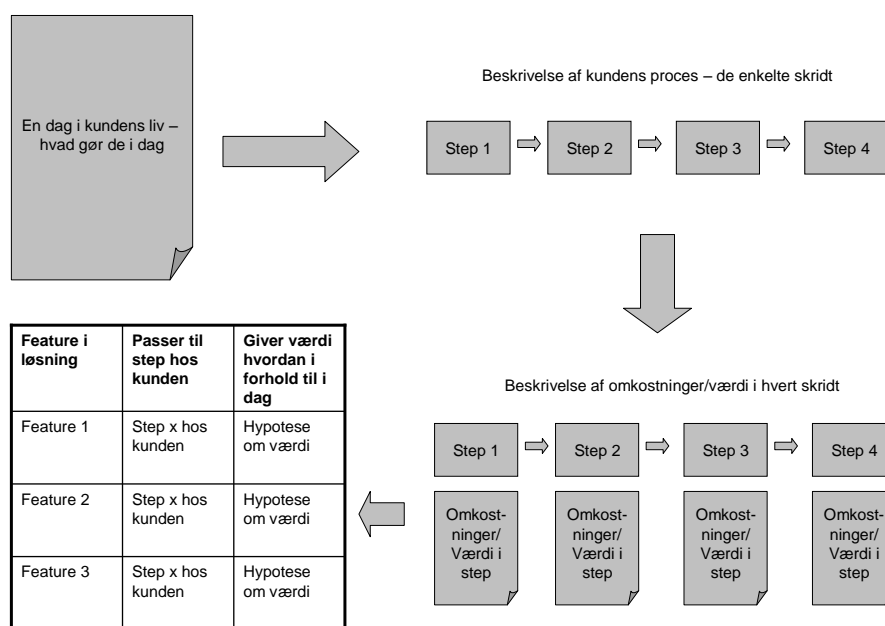 En dag i kundens liv –
hvad gør de i dag
Beskrivelse af kundens proces – de enkelte skridt
Step 1
Step 2
Step 3
Step 4
Beskrivelse af omkostninger/værdi i hvert skridt
Step 1
Step 2
Step 3
Step 4
Omkost-
ninger/
Værdi i
step
Omkost-
ninger/
Værdi i
step
Omkost-
ninger/
Værdi i
step
Omkost-
ninger/
Værdi i
step
Feature i
løsning
Passer til
step hos
kunden
Giver værdi
hvordan i
forhold til i
dag
Feature 1
Step x hos
kunden
Hypotese
om værdi
Feature 2
Step x hos
kunden
Hypotese
om værdi
Feature 3
Step x hos
kunden
Hypotese
om værdi